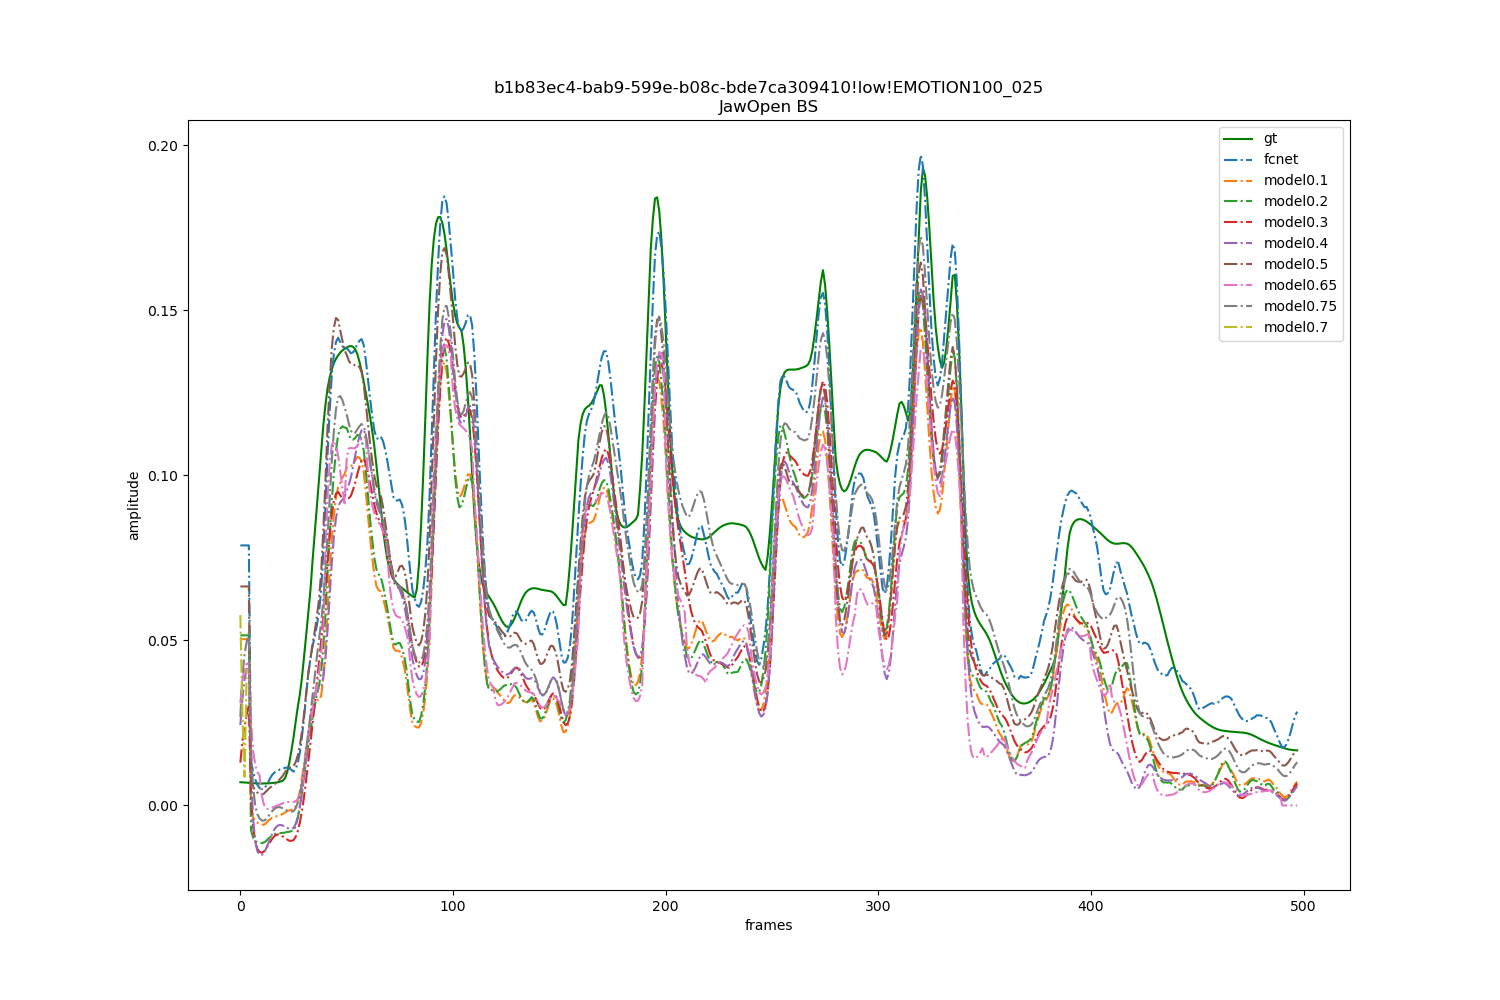 b1b83ec4-bab9-599e-b08c-bde7ca309410!low!EMOTION100_025
JawOpen BS
gt
fcnet
model0.1
model0.2
model0.3
model0.4
model0.5
model0.65
model0.75
model0.7
0.20
0.15
0.10
0.05
0.00
amplitude
0 100 200 300 400 500
frames